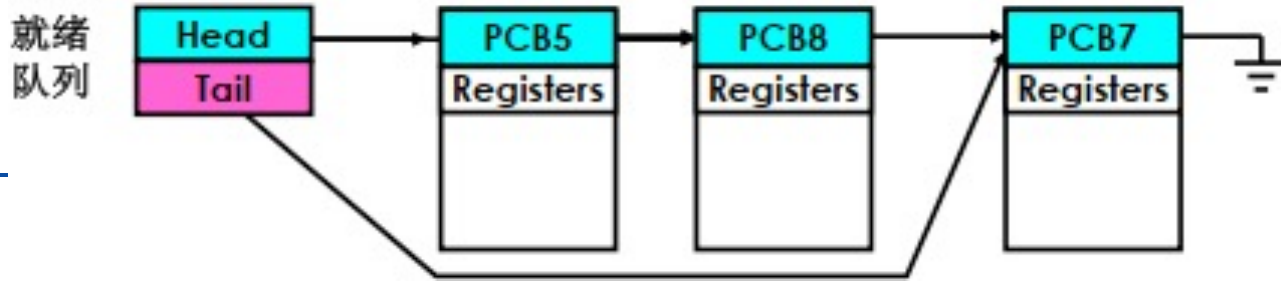 就绪
队列
Head
Tail
PCB5
Registers
PCB8
Registers
PCB7
Registers